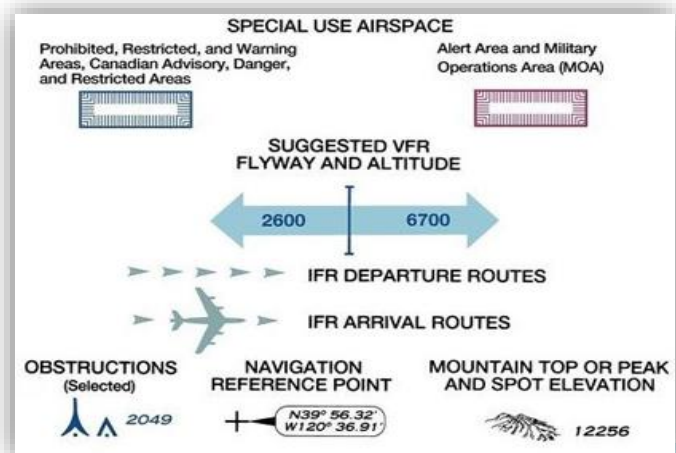 SPECIAL USE AIRSPACE
Prohibited, Restricted, and Warning
Areas, Canadian Advisory, Danger,
and Restricted Areas
Alert Area and Military
Operations Area (MOA)
SUGGESTED VFR
FLYWAY AND ALTITUDE
2600
6700
IFR DEPARTURE ROUTES
IFR ARRIVAL ROUTES
OBSTRUCTIONS
(Selected)
2049
NAVIGATION
REFERENCE POINT
N39° 56.32'
W120° 36.91'
MOUNTAIN TOP OR PEAK
AND SPOT ELEVATION
12256